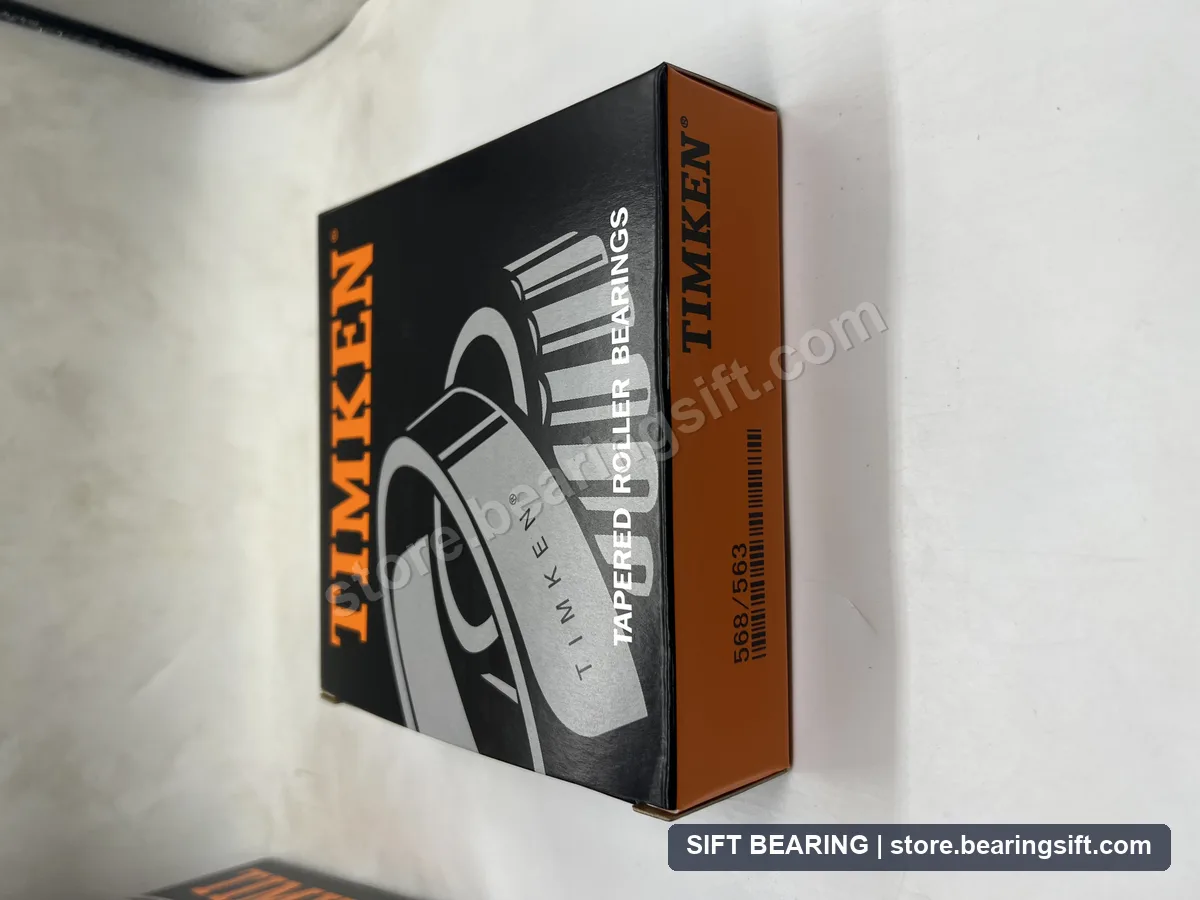 TIMKEN®
TAPERED ROLLER BEARINGS
TIMKEN®
TIMKEN®
568/563
store.bearingsift.com
SIFT BEARING | store.bearingsift.com